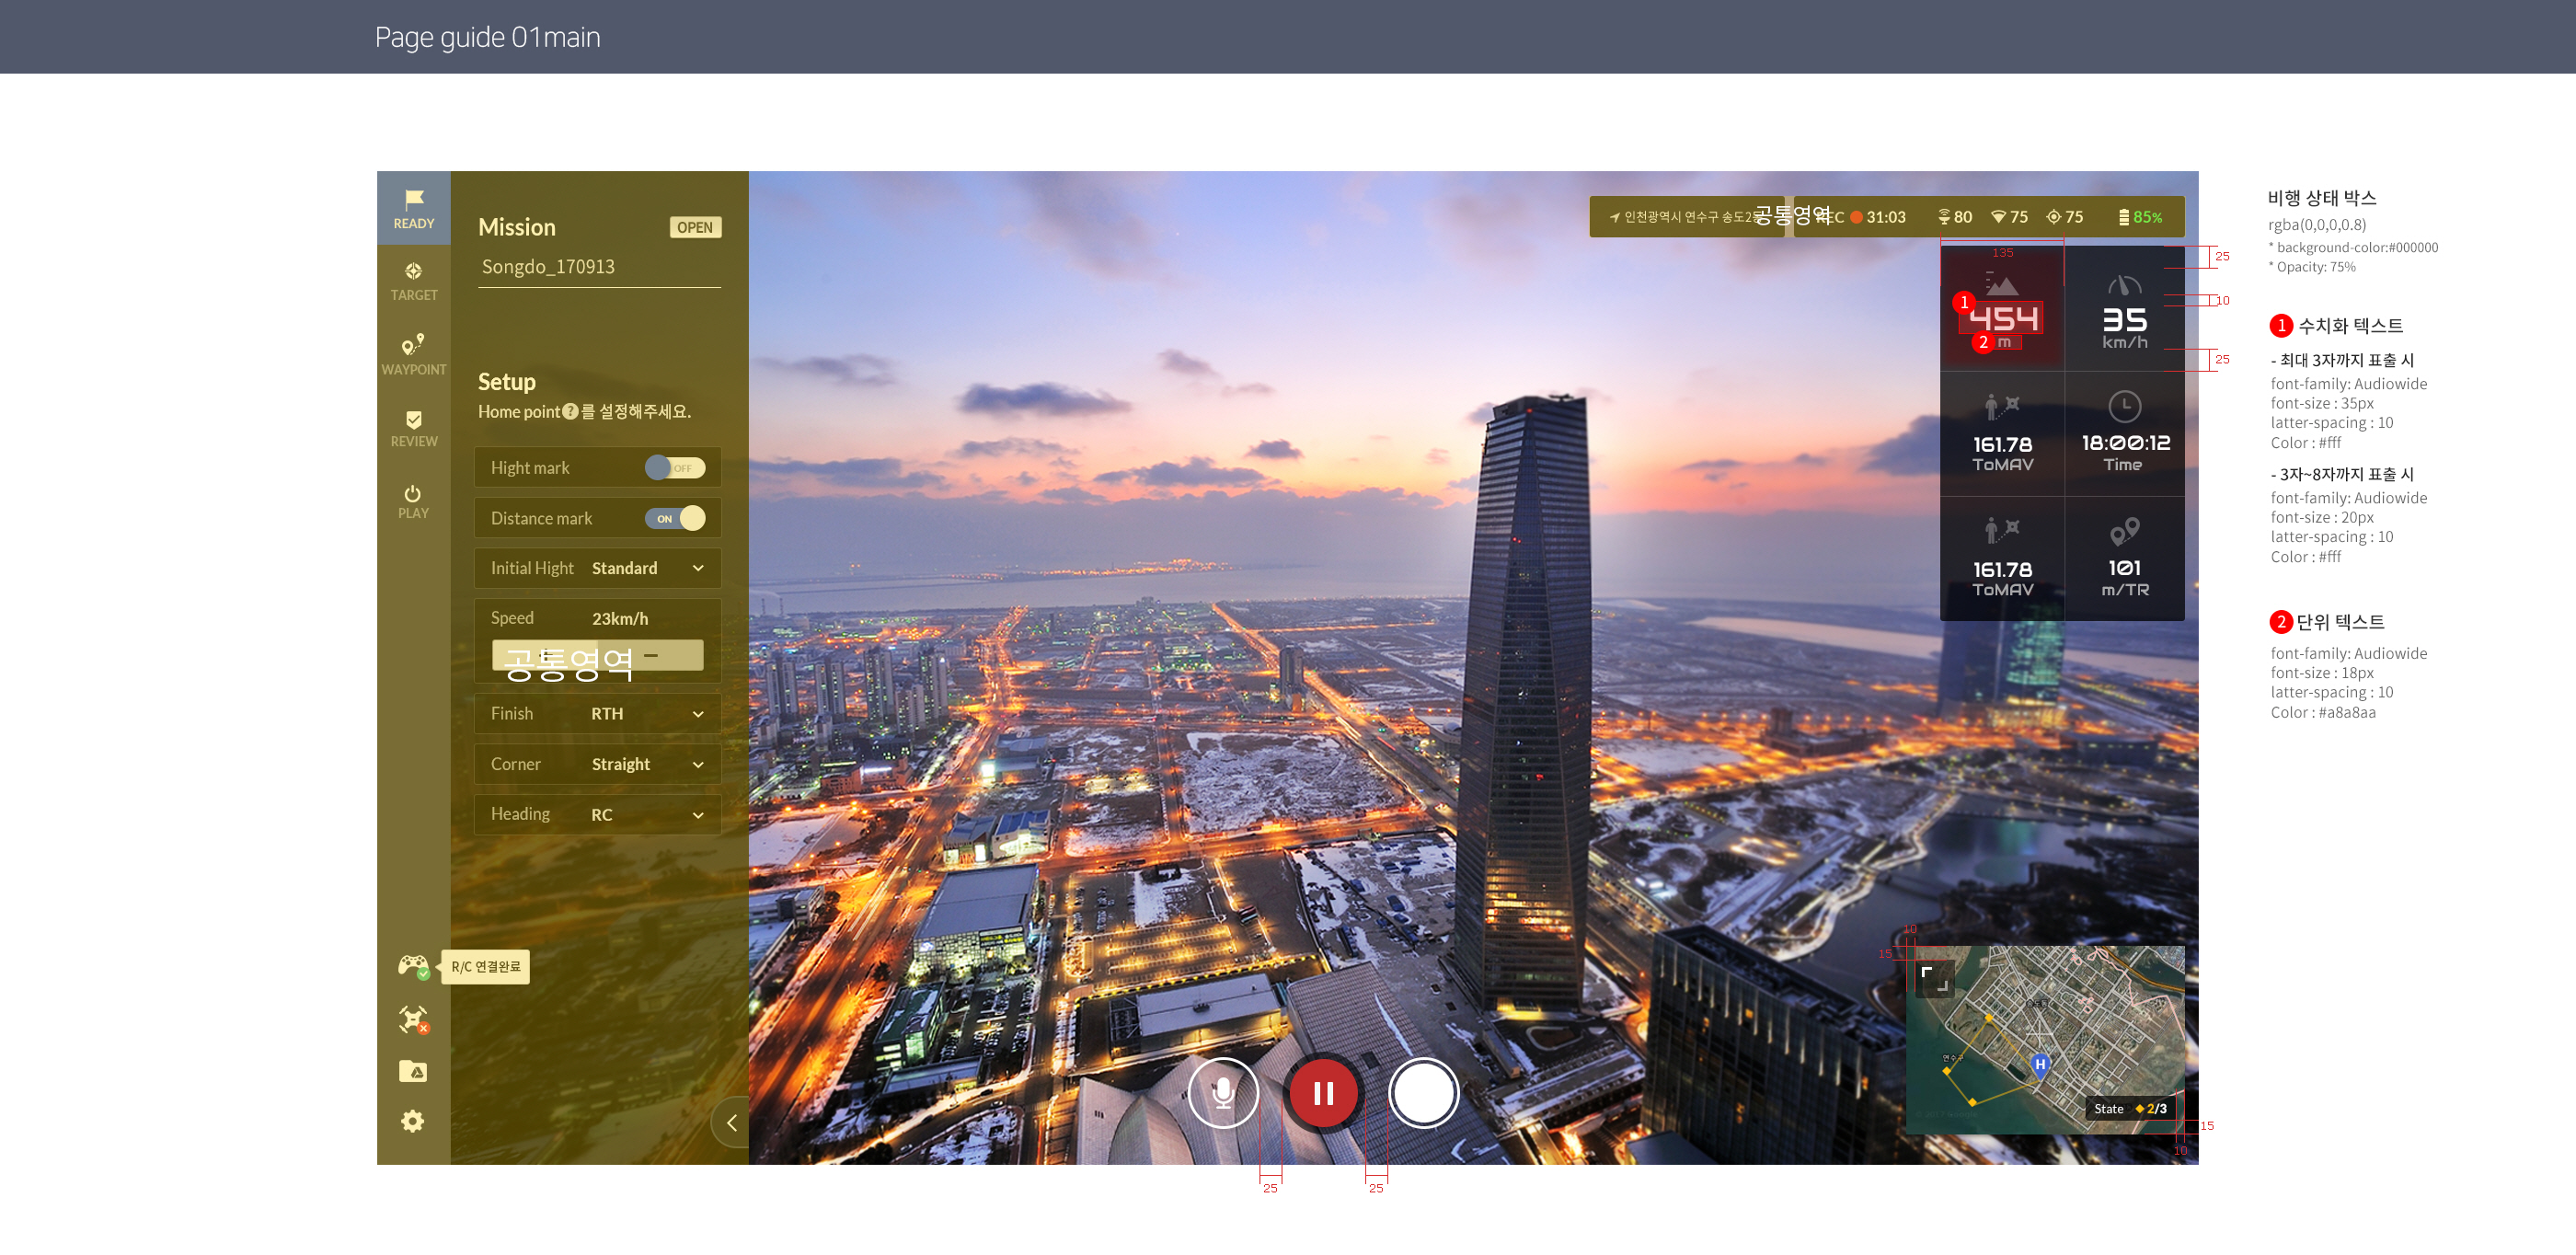 Page guide 01main
READY
TARGET
WAYPOINT
REVIEW
PLAY
R/C 연결완료
Mission
OPEN
Songdo_170913
Setup
Home point ? 를 설정해주세요.
Hight mark OFF
Distance mark ON
Initial Hight Standard
Speed 23km/h
공통영역
Finish RTH
Corner Straight
Heading RC
인천광역시 연수구 송도2동
공통영역
REC 31:03 80 75 75 85%
135
1
454
2 m
35
km/h
161.78
ToMAV
18:00:12
Time
161.78
ToMAV
101
m/TR
25
10
25
10
15
연수구
H
State 2/3
15
10
25
25
비행 상태 박스
rgba(0,0,0,0.8)
* background-color:#000000
* Opacity: 75%
1 수치화 텍스트
- 최대 3자까지 표출 시
font-family: Audiowide
font-size : 35px
latter-spacing : 10
Color : #fff
- 3자~8자까지 표출 시
font-family: Audiowide
font-size : 20px
latter-spacing : 10
Color : #fff
2 단위 텍스트
font-family: Audiowide
font-size : 18px
latter-spacing : 10
Color : #a8a8aa